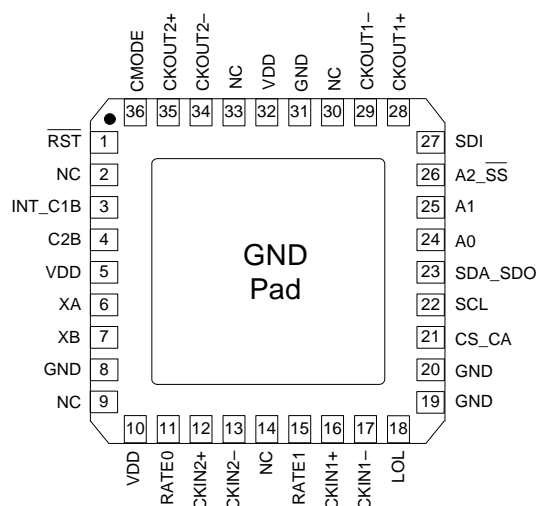 CMODE
CKOUT2+
CKOUT2–
NC
VDD
GND
NC
CKOUT1–
CKOUT1+
36
35
34
33
32
31
30
29
28
RST
1
NC
2
INT_C1B
3
C2B
4
VDD
5
XA
6
XB
7
GND
8
NC
9
GND
Pad
27
SDI
26
A2_SS
25
A1
24
A0
23
SDA_SDO
22
SCL
21
CS_CA
20
GND
19
GND
10
11
12
13
14
15
16
17
18
VDD
RATE0
CKIN2+
CKIN2–
NC
RATE1
CKIN1+
CKIN1–
LOL